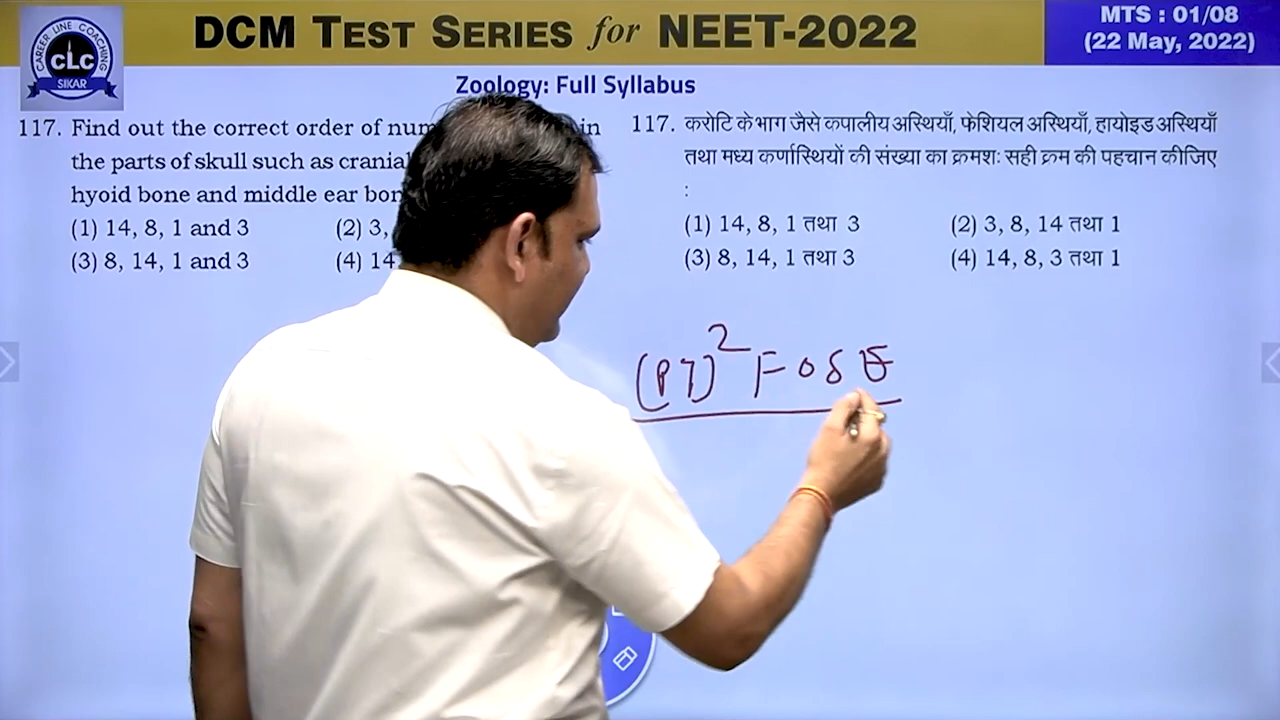 DCM TEST SERIES for NEET-2022
MTS : 01/08
(22 May, 2022)
CAREER LINE COACHING
CLC
SIKAR
Zoology: Full Syllabus
117. Find out the correct order of in
the parts of skull such as cranial
hyoid bone and middle ear
(1) 14, 8, 1 and 3 (2) 3,
(3) 8, 14, 1 and 3 (4) 14
117. करोटि के भाग जैसे कपालीय अस्थियाँ, फेशियल अस्थियाँ, हायोइड अस्थियाँ
तथा मध्य कर्णास्थियों की संख्या का क्रमशः सही क्रम की पहचान कीजिए
:
(1) 14, 8, 1 तथा 3 (2) 3, 8, 14 तथा 1
(3) 8, 14, 1 तथा 3 (4) 14, 8, 3 तथा 1